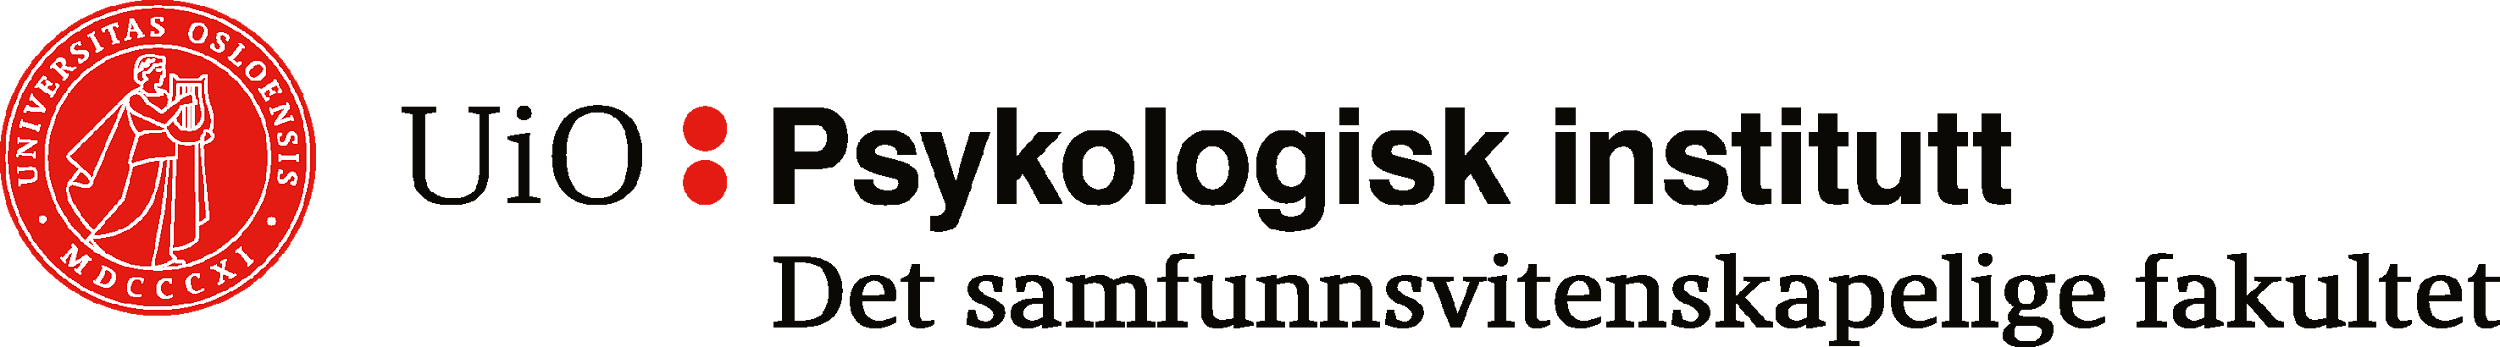 UNIVERSITAS OSLOENSIS
MDCCCXI
UiO : Psykologisk institutt
Det samfunnsvitenskapelige fakultet